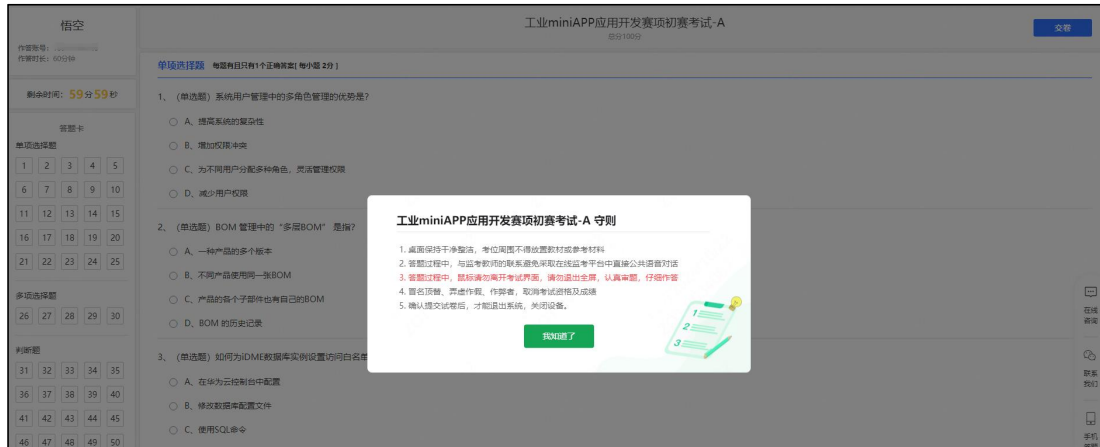 悟空
作答账号：
作答时长：60分钟
剩余时间：59分59秒
答题卡
单项选择题
1 2 3 4 5
6 7 8 9 10
11 12 13 14 15
16 17 18 19 20
21 22 23 24 25
多项选择题
26 27 28 29 30
判断题
31 32 33 34 35
36 37 38 39 40
41 42 43 44 45
46 47 48 49 50
工业miniAPP应用开发赛项初赛考试-A
总分100分
交卷
单项选择题 每题有且只有1个正确答案[ 每小题 2分 ]
1、 (单选题) 系统用户管理中的多角色管理的优势是?
A、提高系统的复杂性
B、增加权限冲突
C、为不同用户分配多种角色，灵活管理权限
D、减少用户权限
2、 (单选题) BOM 管理中的“多层BOM” 是指?
A、一种产品的多个版本
B、不同产品使用同一张BOM
C、产品的各个子部件也有自己的BOM
D、BOM 的历史记录
3、 (单选题) 如何为iDME数据库实例设置访问白名单
A、在华为云控制台中配置
B、修改数据库配置文件
C、使用SQL命令
工业miniAPP应用开发赛项初赛考试-A 守则
1. 桌面保持干净整洁，考位周围不得放置教材或参考材料
2. 答题过程中，与监考教师的联系避免采取在线监考平台中直接公共语音对话
3. 答题过程中，鼠标请勿离开考试界面，请勿退出全屏，认真审题，仔细作答
4. 冒名顶替、弄虚作假、作弊者，取消考试资格及成绩
5. 确认提交试卷后，才能退出系统，关闭设备。
我知道了
在线
咨询
联系
我们
手机